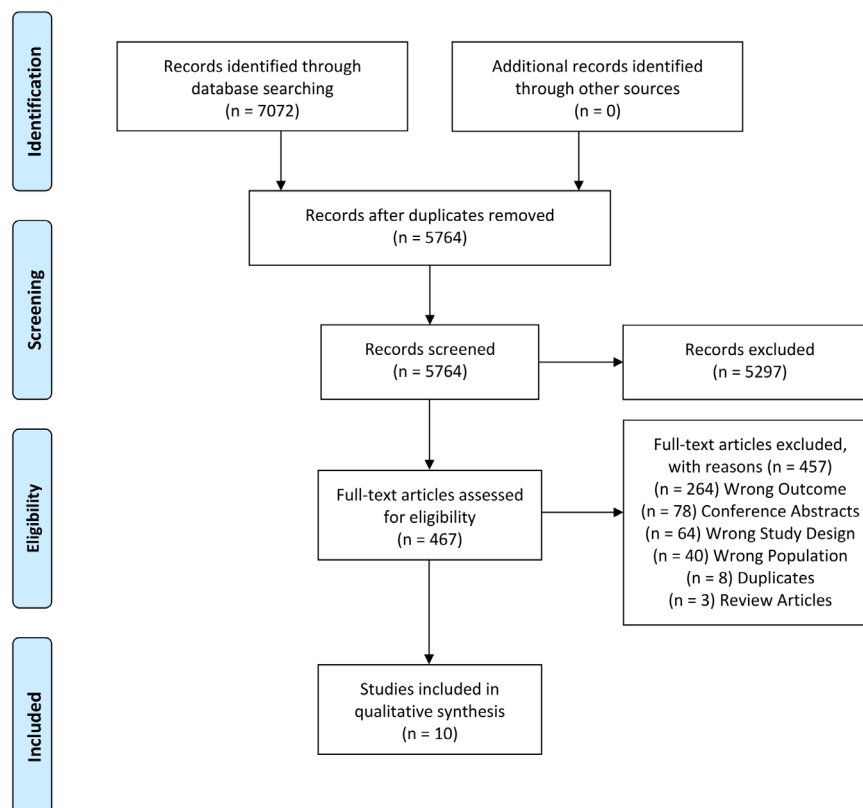 Identification
Records identified through
database searching
(n = 7072)
Additional records identified
through other sources
(n = 0)
Records after duplicates removed
(n = 5764)
Screening
Records screened
(n = 5764)
Records excluded
(n = 5297)
Eligibility
Full-text articles assessed
for eligibility
(n = 467)
Full-text articles excluded,
with reasons (n = 457)
(n = 264) Wrong Outcome
(n = 78) Conference Abstracts
(n = 64) Wrong Study Design
(n = 40) Wrong Population
(n = 8) Duplicates
(n = 3) Review Articles
Included
Studies included in
qualitative synthesis
(n = 10)